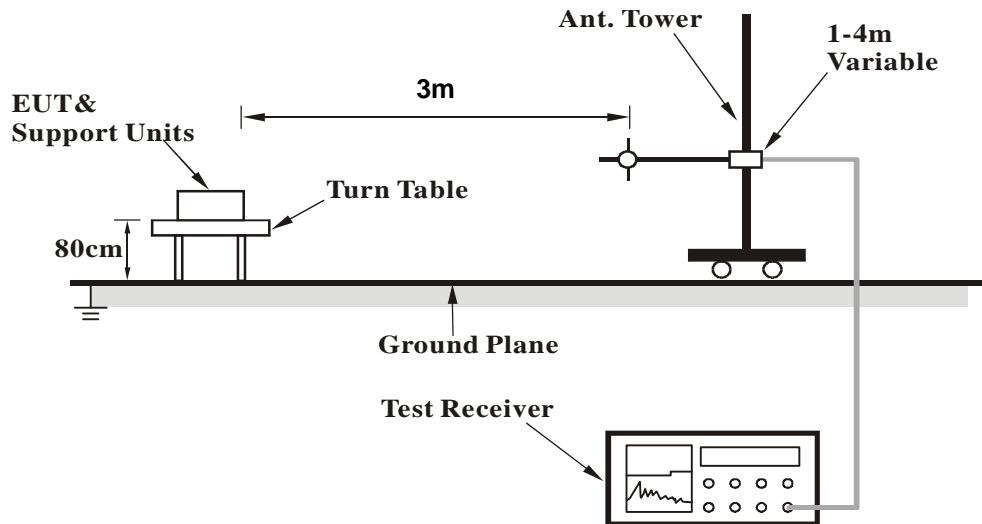 Ant. Tower
1-4m
Variable
3m
EUT&
Support Units
Turn Table
80cm
Ground Plane
Test Receiver